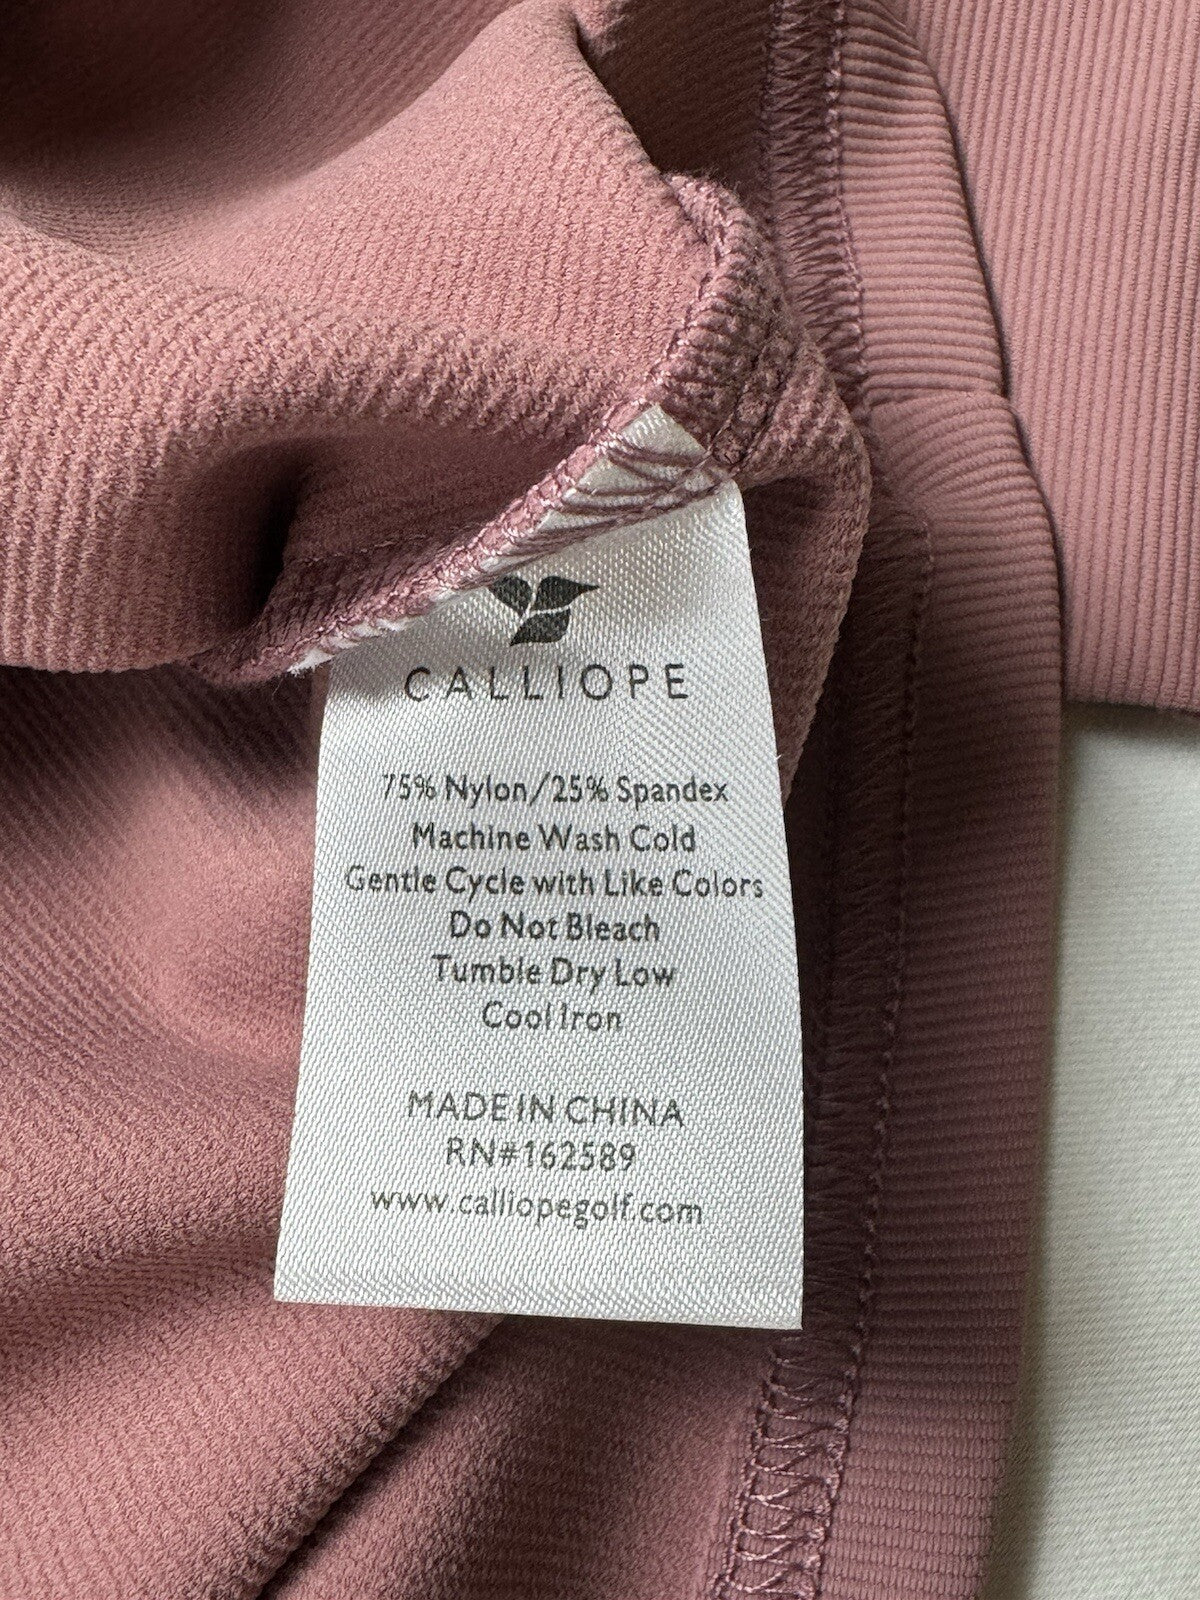 CALLIOPE
75% Nylon/25% Spandex
Machine Wash Cold
Gentle Cycle with Like Colors
Do Not Bleach
Tumble Dry Low
Cool Iron
MADE IN CHINA
RN#162589
www.calliopegolf.com